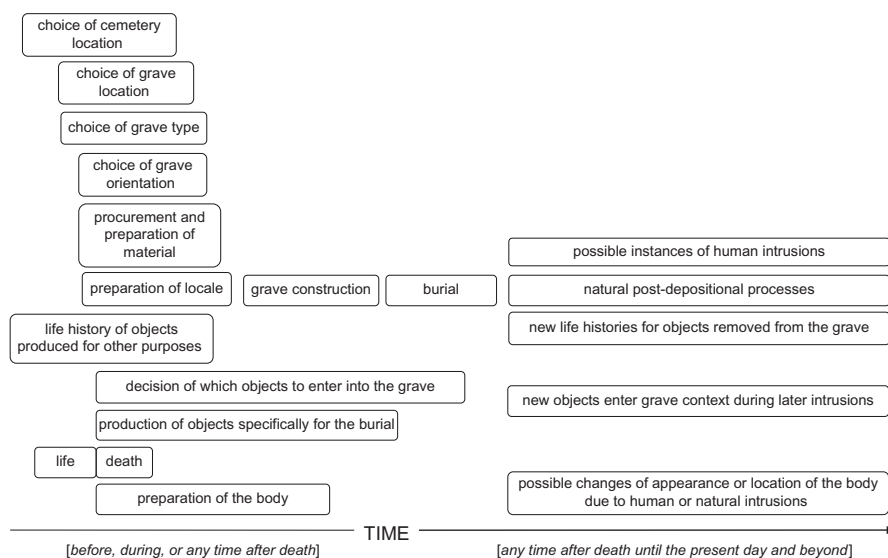 choice of cemetery
location
choice of grave
location
choice of grave type
choice of grave
orientation
procurement and
preparation of
material
possible instances of human intrusions
preparation of locale
grave construction
burial
natural post-depositional processes
life history of objects
produced for other purposes
new life histories for objects removed from the grave
decision of which objects to enter into the grave
new objects enter grave context during later intrusions
production of objects specifically for the burial
life
death
preparation of the body
possible changes of appearance or location of the body
due to human or natural intrusions
TIME
[before, during, or any time after death]
[any time after death until the present day and beyond]